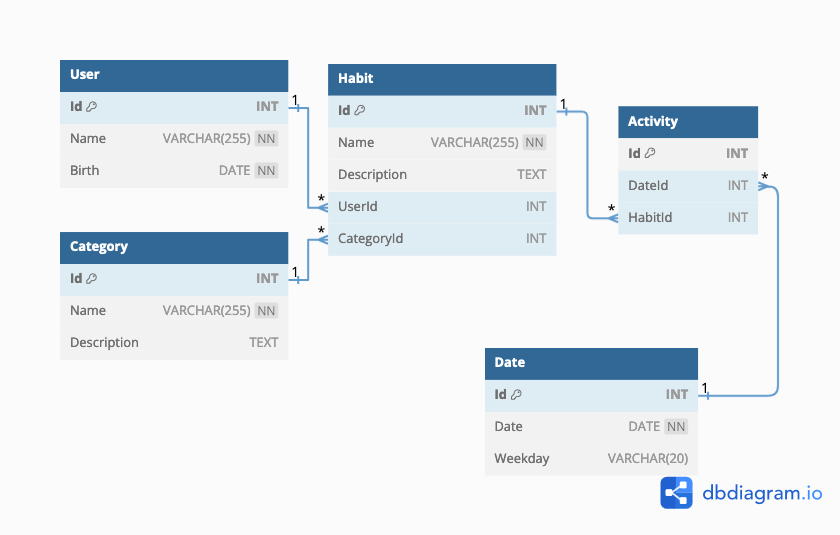 User
Id INT
Name VARCHAR(255) NN
Birth DATE NN
1
*
Category
Id INT
Name VARCHAR(255) NN
Description TEXT
1
*
Habit
Id INT
Name VARCHAR(255) NN
Description TEXT
UserId INT
CategoryId INT
1
*
Activity
Id INT
DateId INT
HabitId INT
*
Date
Id INT
Date DATE NN
Weekday VARCHAR(20)
1
dbdiagram.io